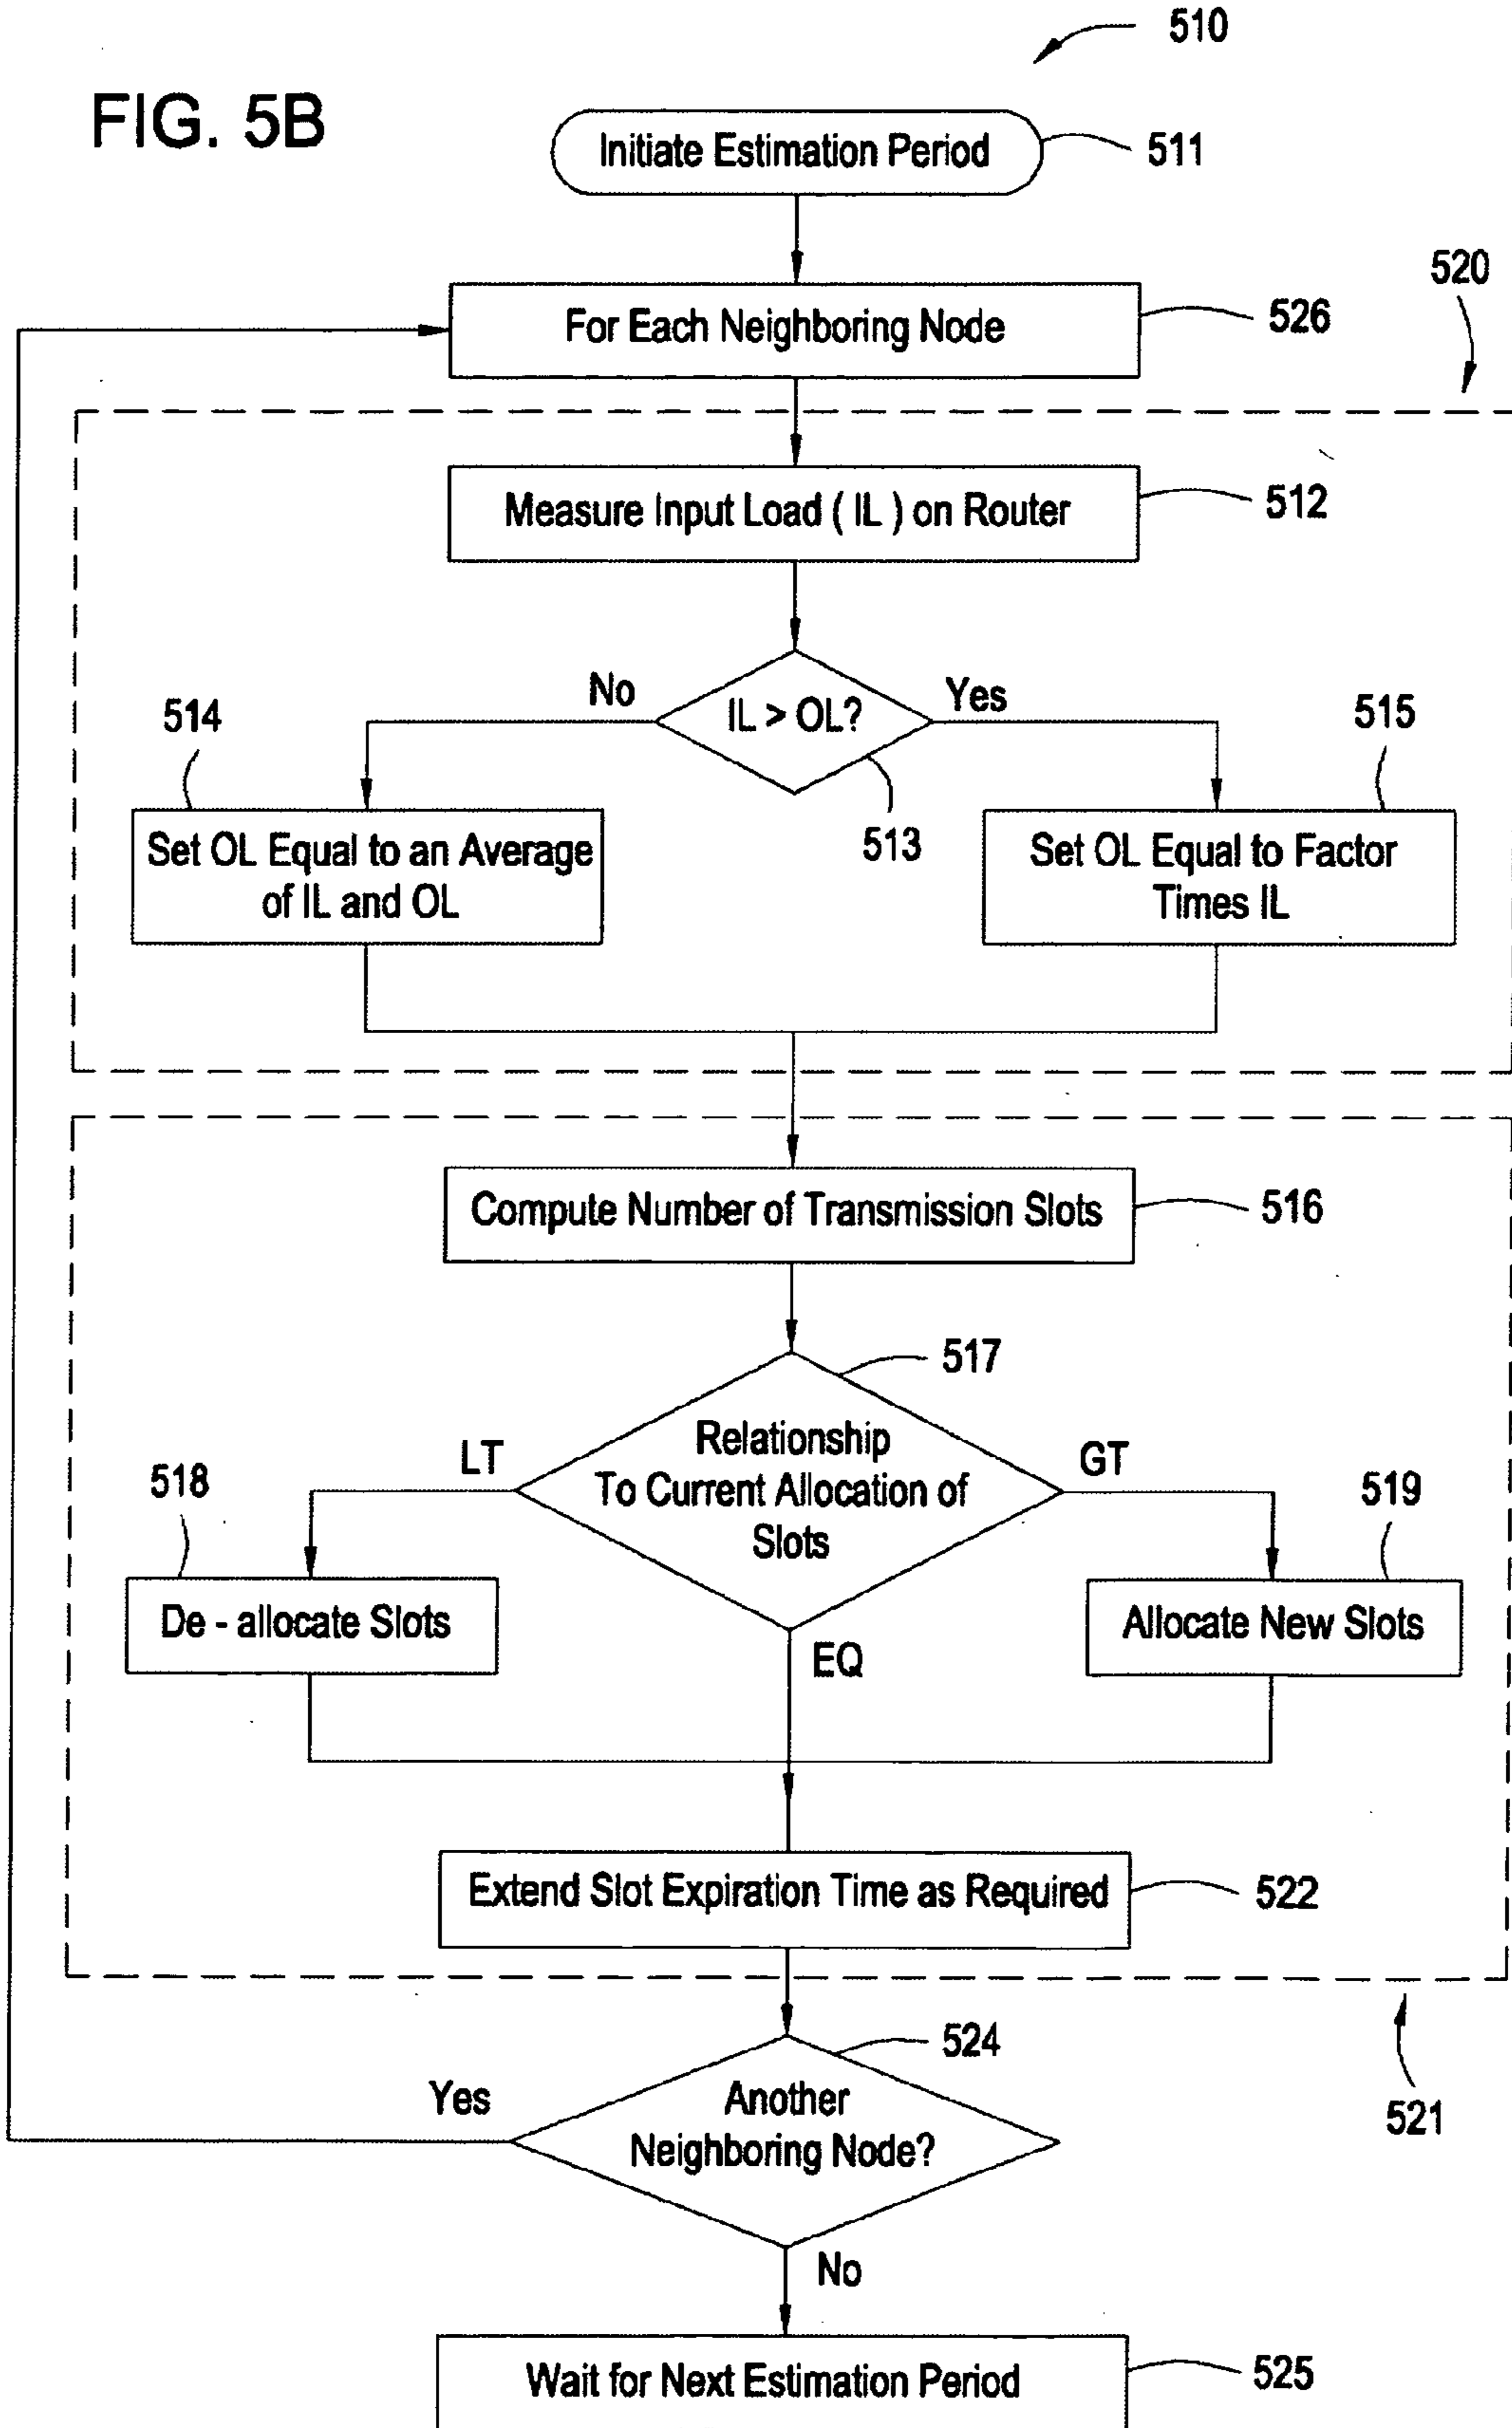 510
FIG. 5B
Initiate Estimation Period
511
520
For Each Neighboring Node
526
Measure Input Load ( IL ) on Router
512
No
IL > OL?
Yes
514
515
513
Set OL Equal to an Average
of IL and OL
Set OL Equal to Factor
Times IL
Compute Number of Transmission Slots
516
517
LT
Relationship
To Current Allocation of
Slots
GT
518
519
De - allocate Slots
Allocate New Slots
EQ
Extend Slot Expiration Time as Required
522
524
Yes
Another
Neighboring Node?
521
No
Wait for Next Estimation Period
525